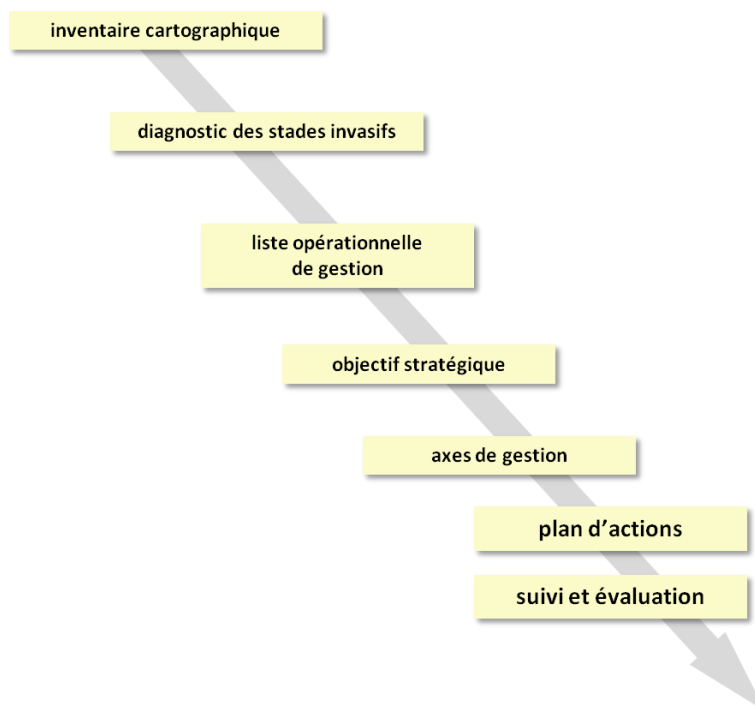 inventaire cartographique
diagnostic des stades invasifs
liste opérationnelle
de gestion
objectif stratégique
axes de gestion
plan d’actions
suivi et évaluation